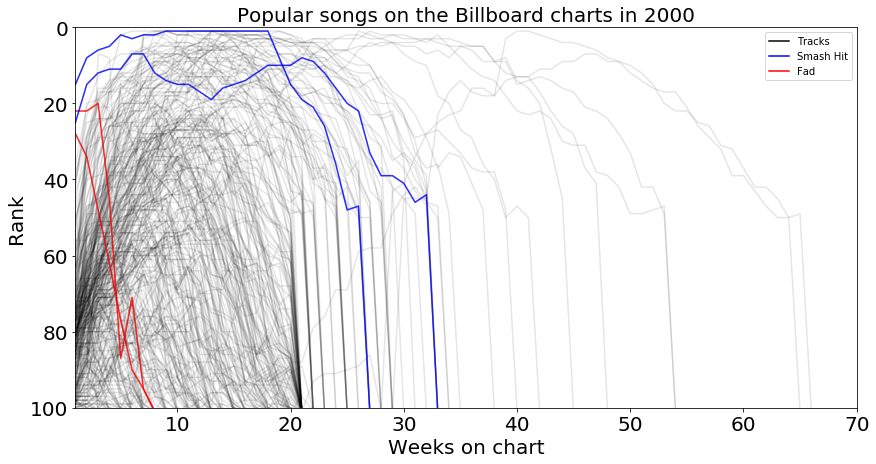 Popular songs on the Billboard charts in 2000
0
20
40
60
80
100
Rank
Tracks
Smash Hit
Fad
10
20
30
40
50
60
70
Weeks on chart